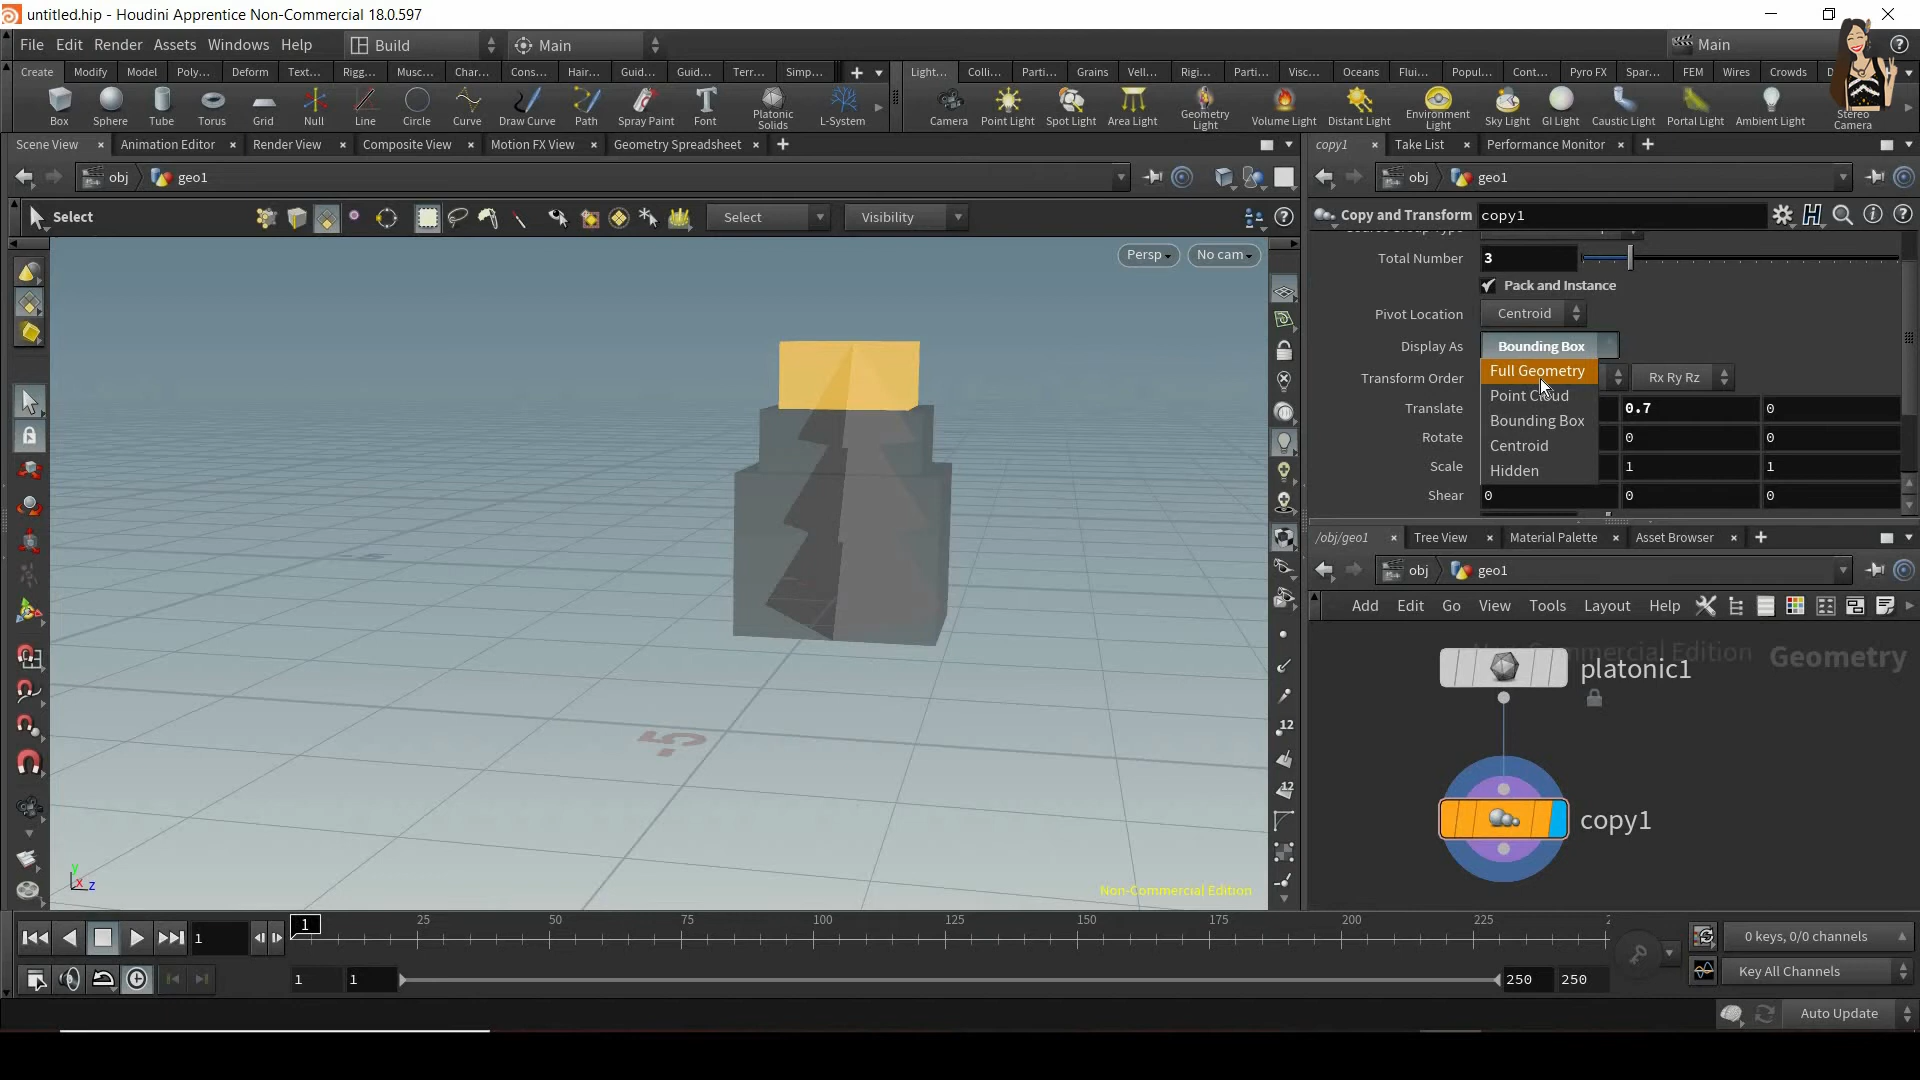 untitled.hip - Houdini Apprentice Non-Commercial 18.0.597
File Edit Render Assets Windows Help Build Main Main
Create Modify Model Poly... Deform Text... Rigg... Musc... Char... Cons... Hair... Guid... Guid... Terr... Simp... Light... Colli... Parti... Grains Vell... Rigi... Parti... Visc... Oceans Flui... Popul... Cont... Pyro FX Spar... FEM Wires Crowds
Box Sphere Tube Torus Grid Null Line Circle Curve Draw Curve Path Spray Paint Font Platonic Solids L-System Camera Point Light Spot Light Area Light Geometry Light Volume Light Distant Light Environment Light Sky Light GI Light Caustic Light Portal Light Ambient Light Stereo Camera
Scene View Animation Editor Render View Composite View Motion FX View Geometry Spreadsheet
obj geo1
Select Select Visibility
Persp No cam
-5
12
12
y x z
Non-Commercial Edition
copy1 Take List Performance Monitor
obj geo1
Copy and Transform copy1
Total Number 3
Pack and Instance
Pivot Location Centroid
Display As Bounding Box
Full Geometry
Point Cloud
Bounding Box
Centroid
Hidden
Transform Order Rx Ry Rz
Translate 0.7 0
Rotate 0 0
Scale 1 1
Shear 0 0 0
/obj/geo1 Tree View Material Palette Asset Browser
obj geo1
Add Edit Go View Tools Layout Help
Commercial Edition Geometry
platonic1
copy1
1 1 25 50 75 100 125 150 175 200 225
1 1 250 250
0 keys, 0/0 channels
Key All Channels
Auto Update